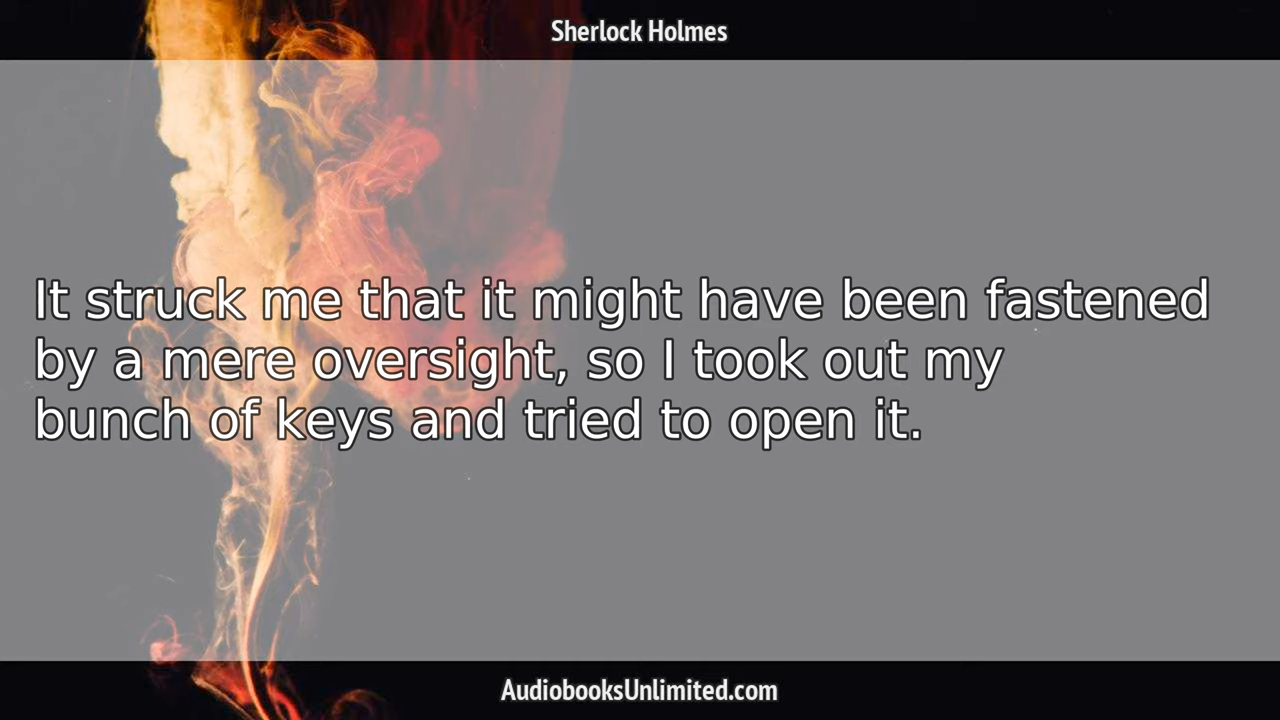 Sherlock Holmes
It struck me that it might have been fastened
by a mere oversight, so I took out my
bunch of keys and tried to open it.
AudiobooksUnlimited.com